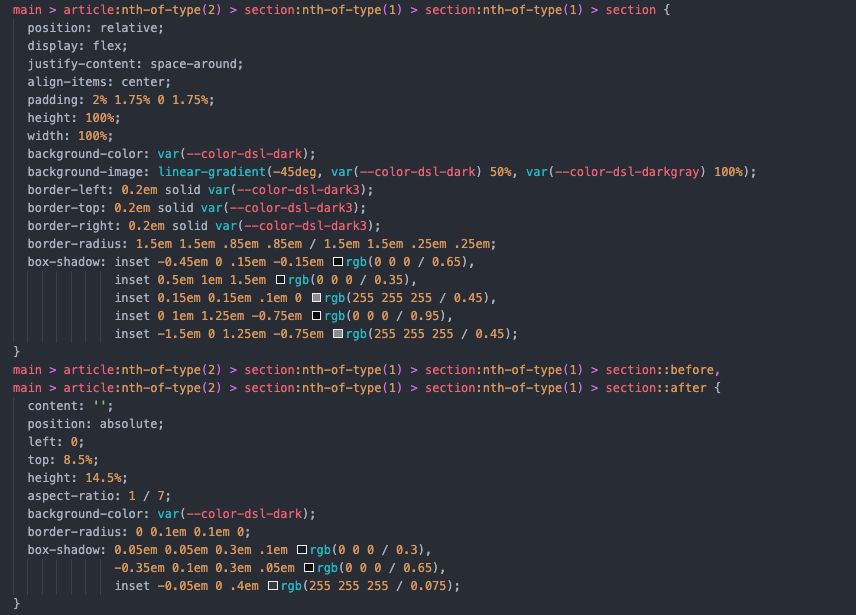 main > article:nth-of-type(2) > section:nth-of-type(1) > section:nth-of-type(1) > section {
position: relative;
display: flex;
justify-content: space-around;
align-items: center;
padding: 2% 1.75% 0 1.75%;
height: 100%;
width: 100%;
background-color: var(--color-dsl-dark);
background-image: linear-gradient(-45deg, var(--color-dsl-dark) 50%, var(--color-dsl-darkgray) 100%);
border-left: 0.2em solid var(--color-dsl-dark3);
border-top: 0.2em solid var(--color-dsl-dark3);
border-right: 0.2em solid var(--color-dsl-dark3);
border-radius: 1.5em 1.5em .85em .85em / 1.5em 1.5em .25em .25em;
box-shadow: inset -0.45em 0 .15em -0.15em rgb(0 0 0 / 0.65),
inset 0.5em 1em 1.5em rgb(0 0 0 / 0.35),
inset 0.15em 0.15em .1em 0 rgb(255 255 255 / 0.45),
inset 0 1em 1.25em -0.75em rgb(0 0 0 / 0.95),
inset -1.5em 0 1.25em -0.75em rgb(255 255 255 / 0.45);
}
main > article:nth-of-type(2) > section:nth-of-type(1) > section:nth-of-type(1) > section::before,
main > article:nth-of-type(2) > section:nth-of-type(1) > section:nth-of-type(1) > section::after {
content: '';
position: absolute;
left: 0;
top: 8.5%;
height: 14.5%;
aspect-ratio: 1 / 7;
background-color: var(--color-dsl-dark);
border-radius: 0 0.1em 0.1em 0;
box-shadow: 0.05em 0.05em 0.3em .1em rgb(0 0 0 / 0.3),
-0.35em 0.1em 0.3em .05em rgb(0 0 0 / 0.65),
inset -0.05em 0 .4em rgb(255 255 255 / 0.075);
}